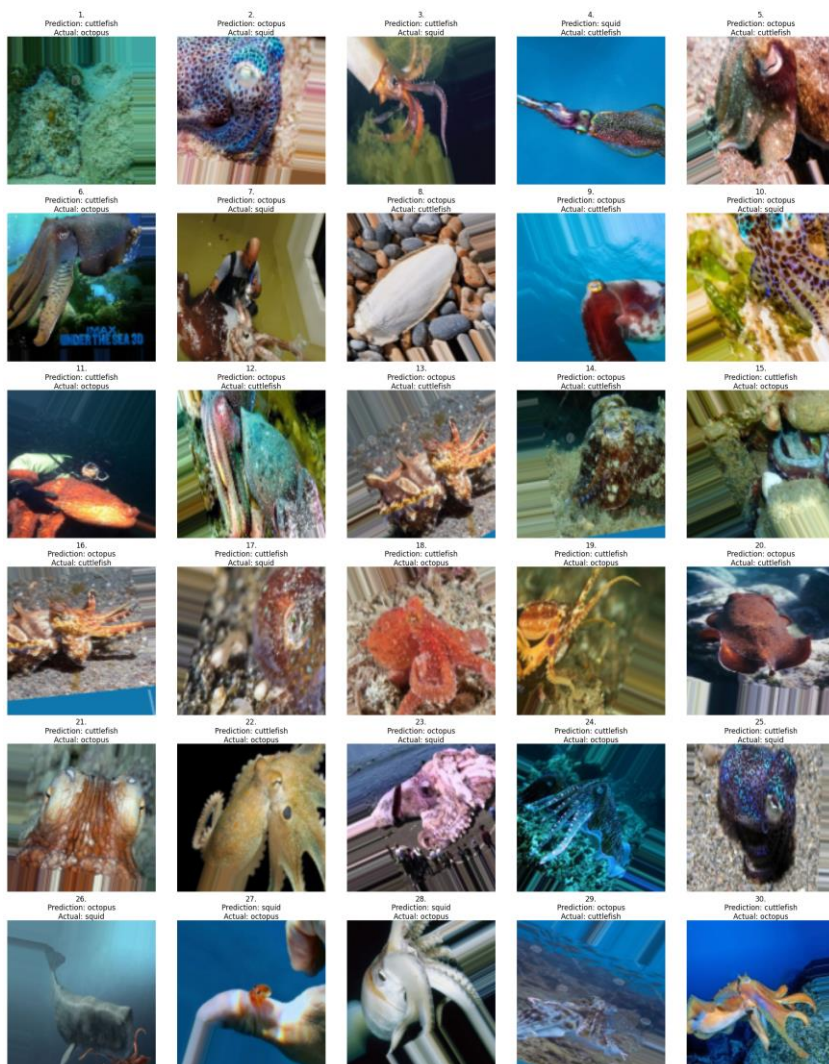 1.
Prediction: cuttlefish
Actual: octopus
2.
Prediction: octopus
Actual: squid
3.
Prediction: cuttlefish
Actual: squid
4.
Prediction: squid
Actual: cuttlefish
5.
Prediction: octopus
Actual: cuttlefish
6.
Prediction: cuttlefish
Actual: octopus
IMAX
UNDER THE SEA 3D
7.
Prediction: octopus
Actual: squid
8.
Prediction: octopus
Actual: cuttlefish
9.
Prediction: octopus
Actual: cuttlefish
10.
Prediction: octopus
Actual: squid
11.
Prediction: cuttlefish
Actual: octopus
12.
Prediction: octopus
Actual: cuttlefish
13.
Prediction: octopus
Actual: cuttlefish
14.
Prediction: octopus
Actual: cuttlefish
15.
Prediction: cuttlefish
Actual: octopus
16.
Prediction: octopus
Actual: cuttlefish
17.
Prediction: cuttlefish
Actual: squid
18.
Prediction: cuttlefish
Actual: octopus
19.
Prediction: cuttlefish
Actual: octopus
20.
Prediction: octopus
Actual: cuttlefish
21.
Prediction: cuttlefish
Actual: octopus
22.
Prediction: cuttlefish
Actual: octopus
23.
Prediction: octopus
Actual: squid
24.
Prediction: cuttlefish
Actual: octopus
25.
Prediction: cuttlefish
Actual: squid
26.
Prediction: octopus
Actual: squid
27.
Prediction: squid
Actual: octopus
28.
Prediction: cuttlefish
Actual: octopus
29.
Prediction: octopus
Actual: cuttlefish
30.
Prediction: cuttlefish
Actual: octopus